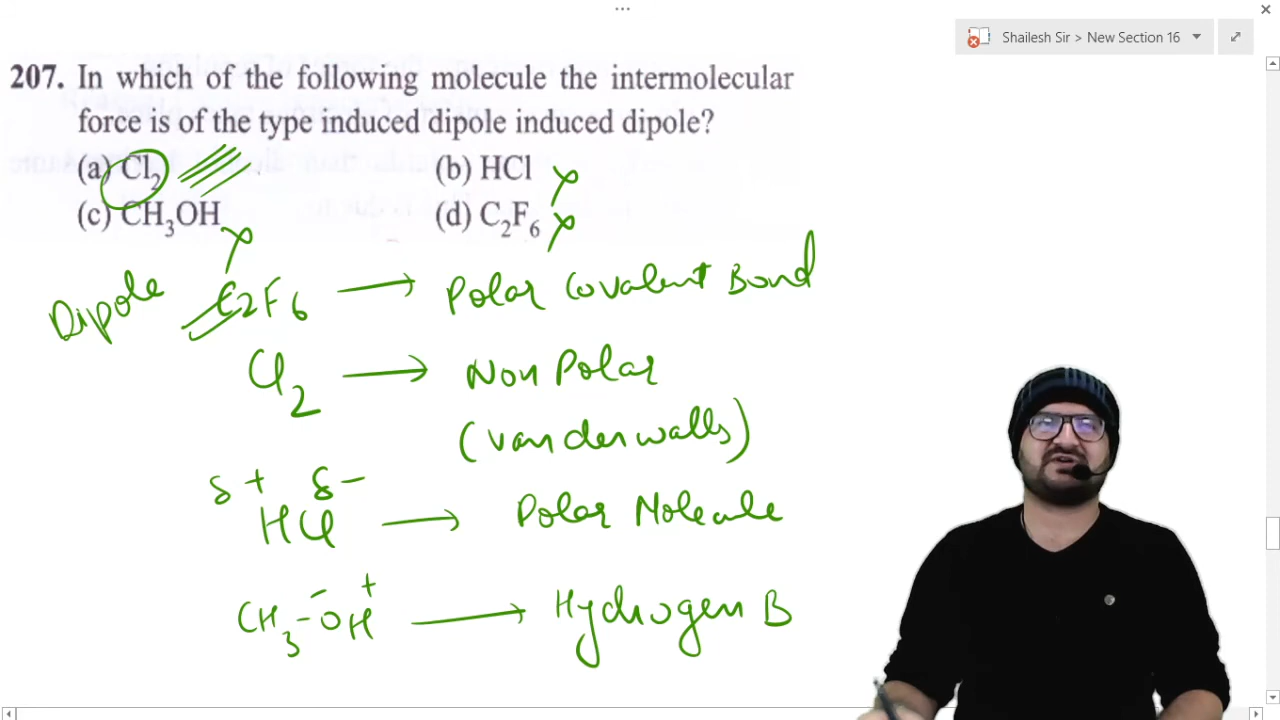 Shailesh Sir > New Section 16
207. In which of the following molecule the intermolecular
force is of the type induced dipole induced dipole?
(a) Cl₂ (b) HCl
(c) CH₃OH (d) C₂F₆
Dipole C2F6 → Polar Covalent Bond
Cl2 → Non Polar
(vanderwalls)
δ+ δ-
HCl → Polar Molecule
- +
CH3-OH → Hydrogen B